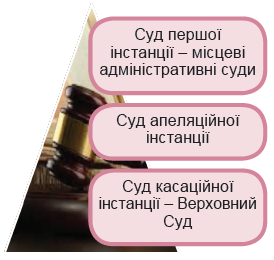 Суд першої
інстанції – місцеві
адміністративні суди
Суд апеляційної
інстанції
Суд касаційної
інстанції – Верховний
Суд